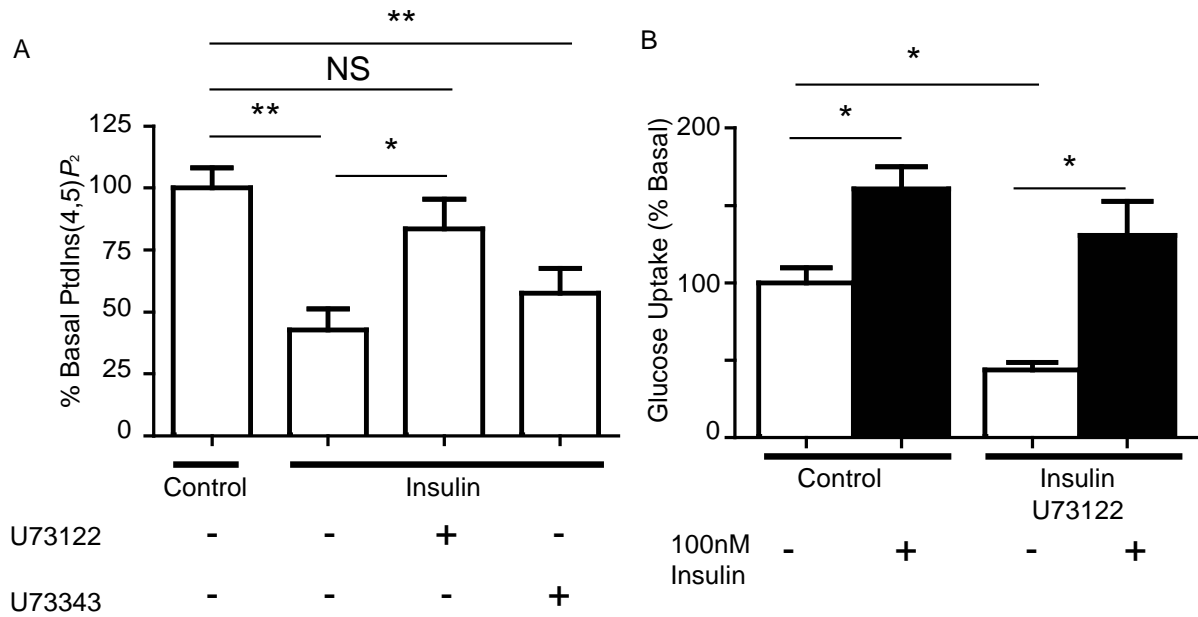 A
**
NS
**
*
% Basal PtdIns(4,5)P₂
125
100
75
50
25
0
Control
Insulin
U73122 - - + -
U73343 - - - +
B
*
*
*
Glucose Uptake (% Basal)
200
100
0
Control
Insulin
U73122
100nM
Insulin
- + - +